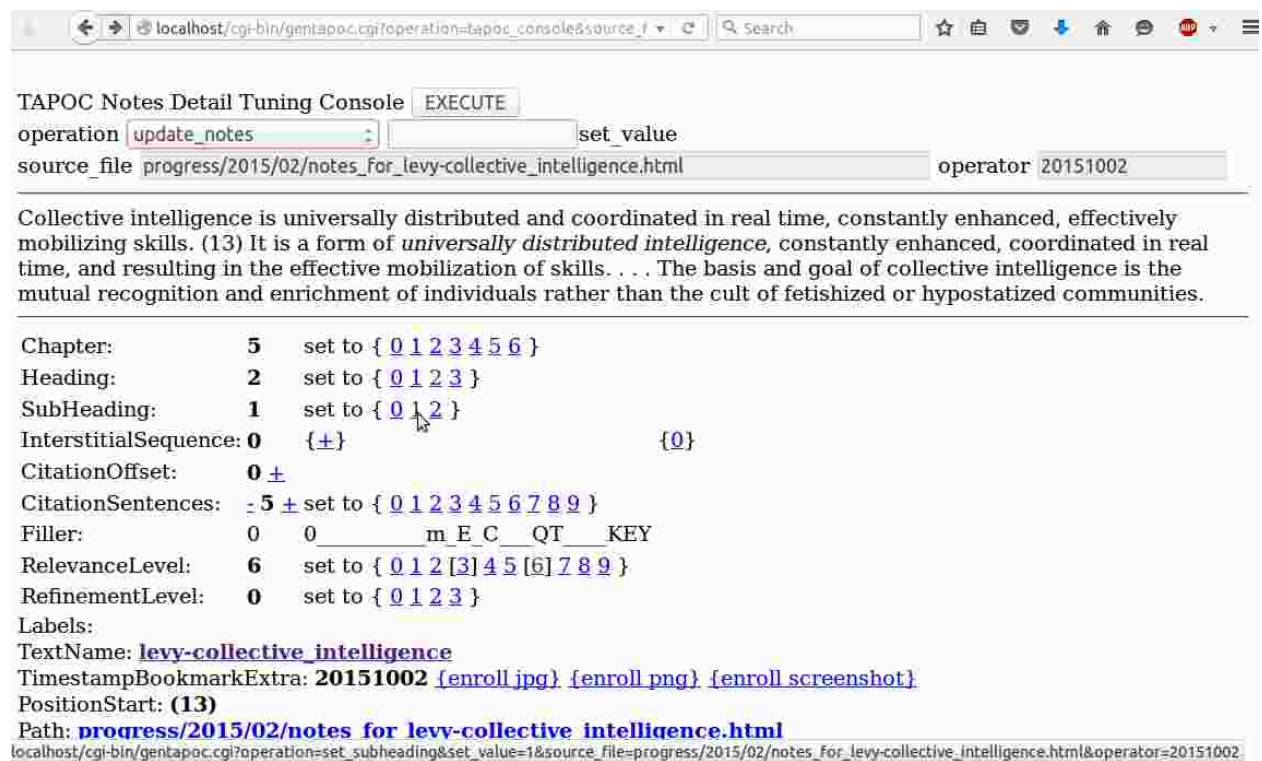 localhost/cgi-bin/gentapoc.cgi?operation=tapoc_console&source_f Search
TAPOC Notes Detail Tuning Console EXECUTE
operation update_notes set_value
source_file progress/2015/02/notes_for_levy-collective_intelligence.html operator 20151002
Collective intelligence is universally distributed and coordinated in real time, constantly enhanced, effectively
mobilizing skills. (13) It is a form of universally distributed intelligence, constantly enhanced, coordinated in real
time, and resulting in the effective mobilization of skills. . . . The basis and goal of collective intelligence is the
mutual recognition and enrichment of individuals rather than the cult of fetishized or hypostatized communities.
Chapter: 5 set to { 0 1 2 3 4 5 6 }
Heading: 2 set to { 0 1 2 3 }
SubHeading: 1 set to { 0 1 2 }
InterstitialSequence: 0 {+} {0}
CitationOffset: 0 +
CitationSentences: - 5 + set to { 0 1 2 3 4 5 6 7 8 9 }
Filler: 0 0__________m_E_C___QT____KEY
RelevanceLevel: 6 set to { 0 1 2 [3] 4 5 [6] 7 8 9 }
RefinementLevel: 0 set to { 0 1 2 3 }
Labels:
TextName: levy-collective_intelligence
TimestampBookmarkExtra: 20151002 {enroll jpg} {enroll png} {enroll screenshot}
PositionStart: (13)
Path: progress/2015/02/notes_for_levy-collective_intelligence.html
localhost/cgi-bin/gentapoc.cgi?operation=set_subheading&set_value=1&source_file=progress/2015/02/notes_for_levy-collective_intelligence.html&operator=20151002